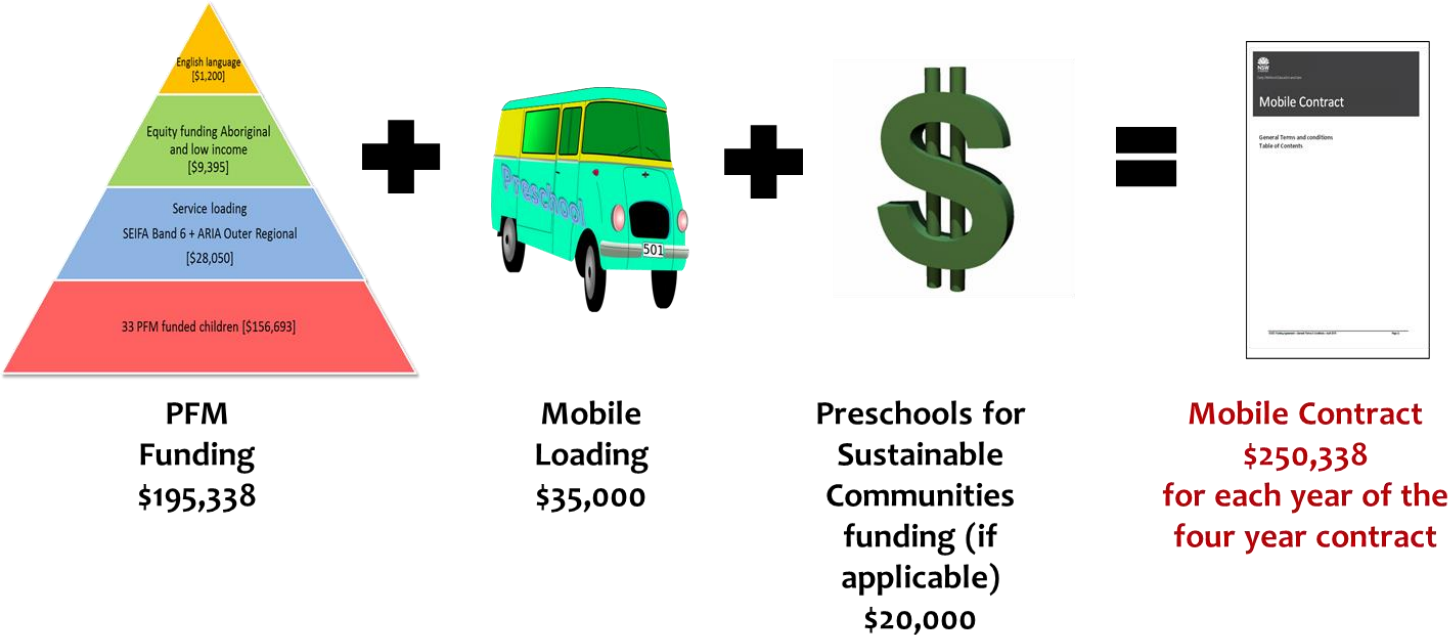 English language
[$1,200]
Equity funding Aboriginal
and low income
[$9,395]
Service loading
SEIFA Band 6 + ARIA Outer Regional
[$28,050]
33 PFM funded children [$156,693]
PFM
Funding
$195,338
Preschool
501
Mobile
Loading
$35,000
Preschools for
Sustainable
Communities
funding (if
applicable)
$20,000
NSW
Mobile Contract
General Terms and conditions
Table of Contents
Mobile Contract
$250,338
for each year of the
four year contract